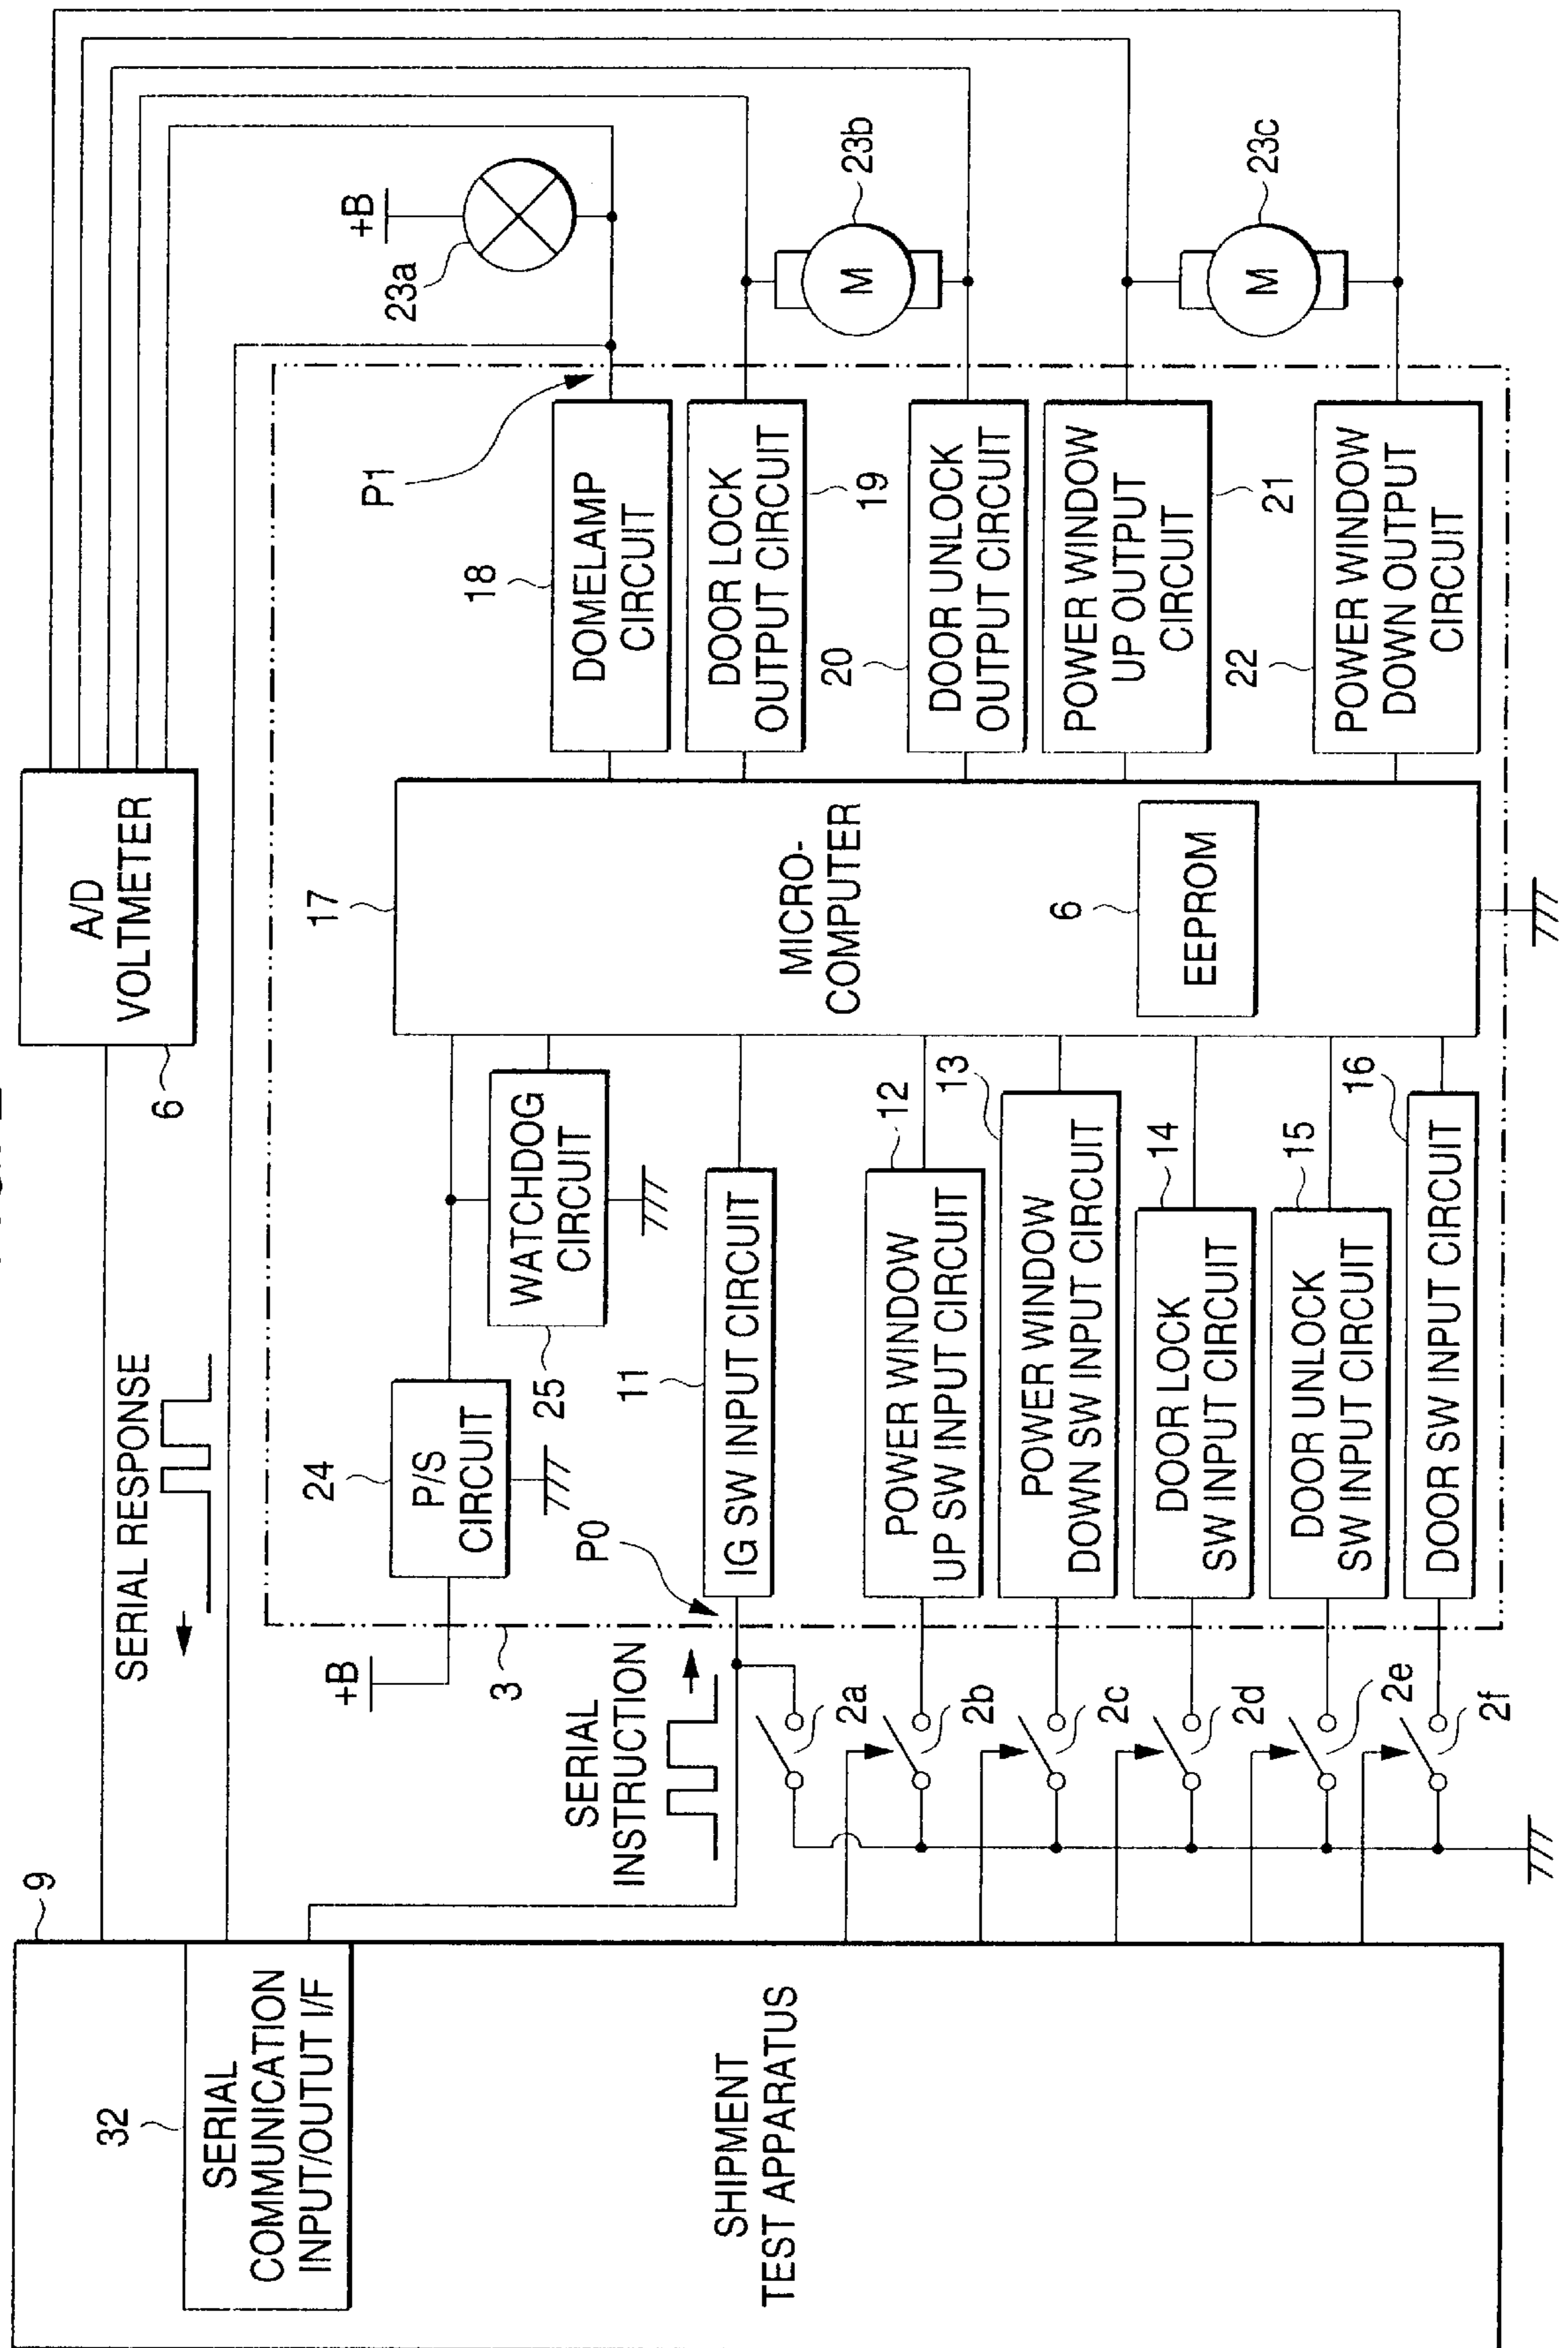 9
32
SERIAL
COMMUNICATION
INPUT/OUTUT I/F
SHIPMENT
TEST APPARATUS
SERIAL RESPONSE
A/D
VOLTMETER
6
SERIAL
INSTRUCTION
+B
3
24
P/S
CIRCUIT
WATCHDOG
CIRCUIT
25
P0
11
IG SW INPUT CIRCUIT
12
POWER WINDOW
UP SW INPUT CIRCUIT
13
POWER WINDOW
DOWN SW INPUT CIRCUIT
14
DOOR LOCK
SW INPUT CIRCUIT
15
DOOR UNLOCK
SW INPUT CIRCUIT
16
DOOR SW INPUT CIRCUIT
2a
2b
2c
2d
2e
2f
17
MICRO-
COMPUTER
6
EEPROM
P1
18
DOMELAMP
CIRCUIT
DOOR LOCK
OUTPUT CIRCUIT
19
20
DOOR UNLOCK
OUTPUT CIRCUIT
POWER WINDOW
UP OUTPUT
CIRCUIT
21
22
POWER WINDOW
DOWN OUTPUT
CIRCUIT
+B
23a
M
23b
M
23c